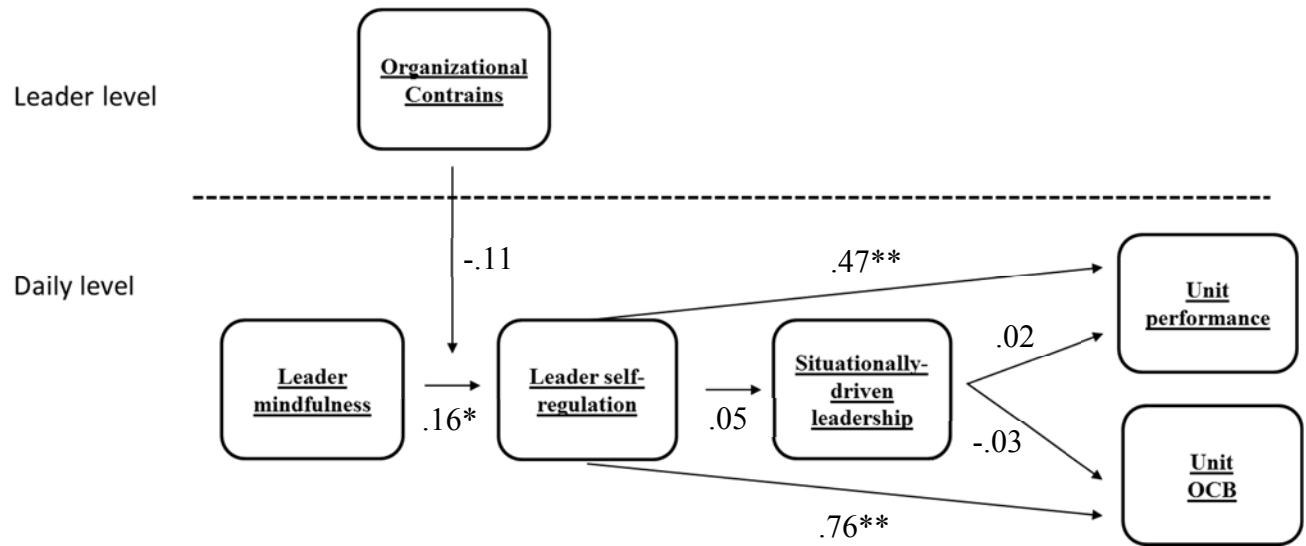 Organizational
Contrains
Leader level
-.11
.47**
Daily level
Unit
performance
.02
Leader
mindfulness
Leader self-
regulation
Situationally-
driven
leadership
.16*
.05
-.03
Unit
OCB
.76**